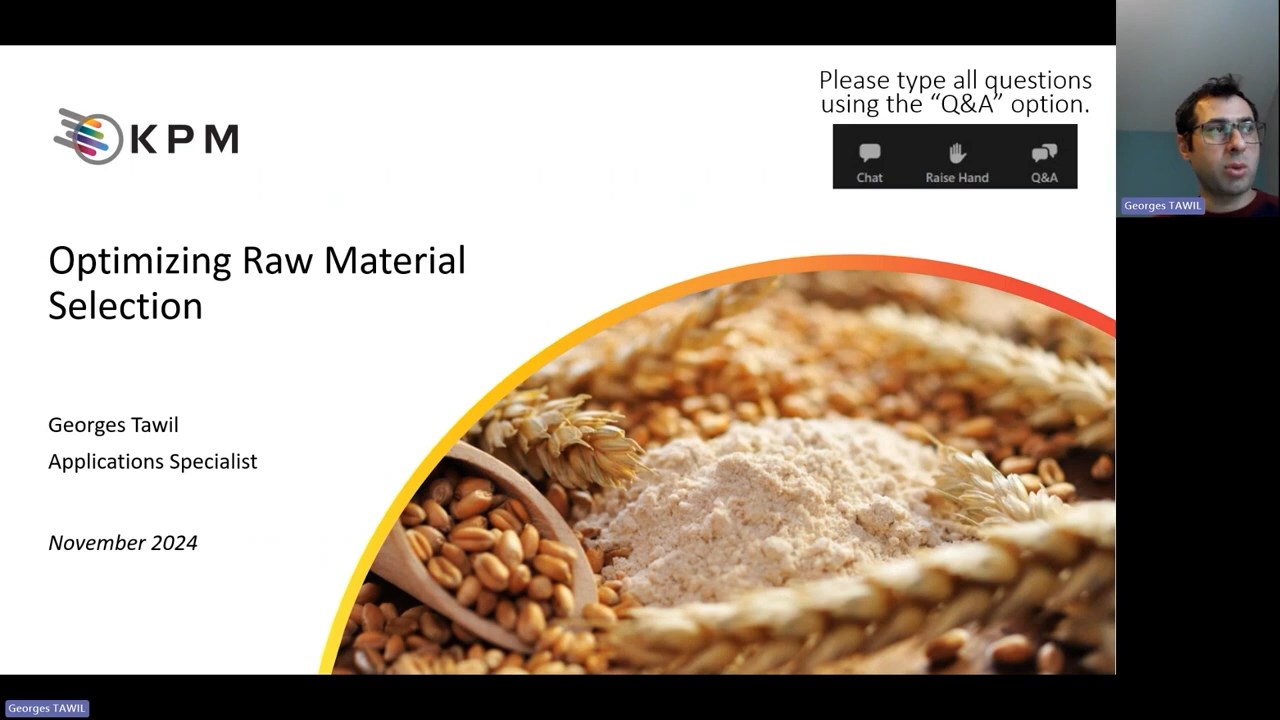 Please type all questions
using the “Q&A” option.
KPM
Chat
Raise Hand
Q&A
Georges TAWIL
Optimizing Raw Material
Selection
Georges Tawil
Applications Specialist
November 2024
Georges TAWIL